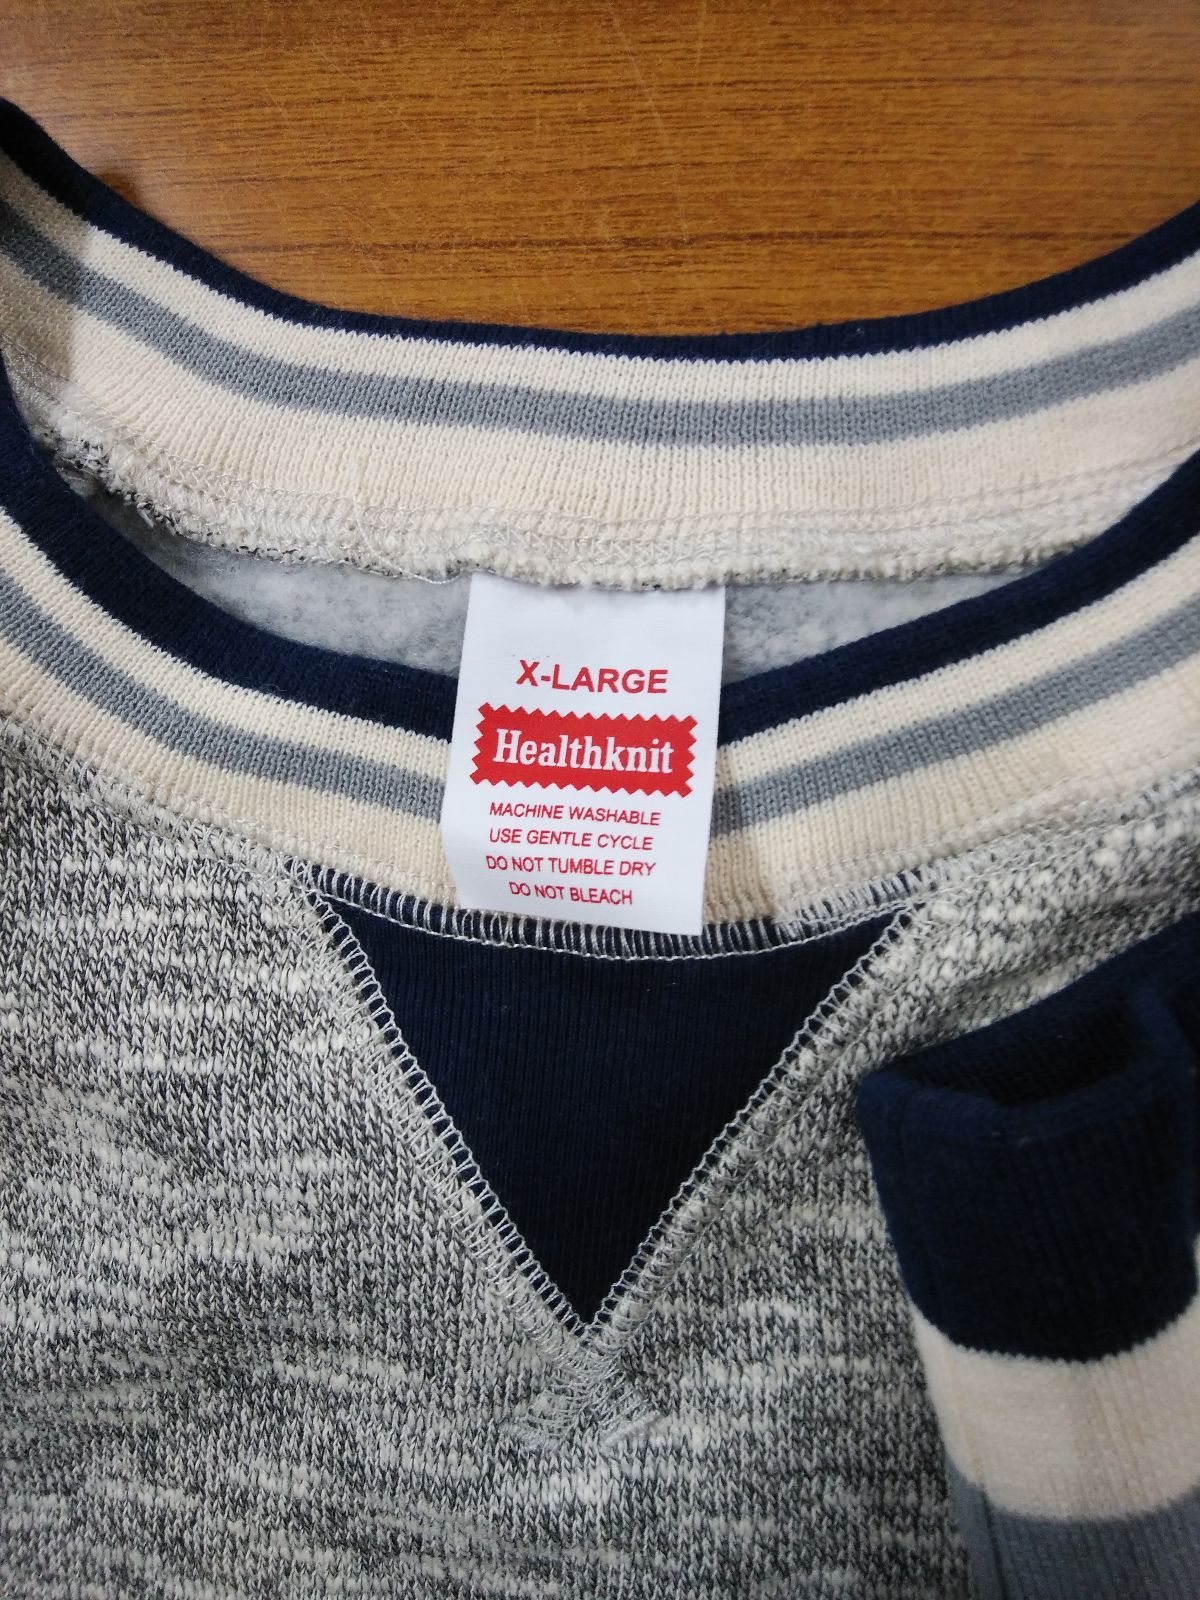 X-LARGE
Healthknit
MACHINE WASHABLE
USE GENTLE CYCLE
DO NOT TUMBLE DRY
DO NOT BLEACH